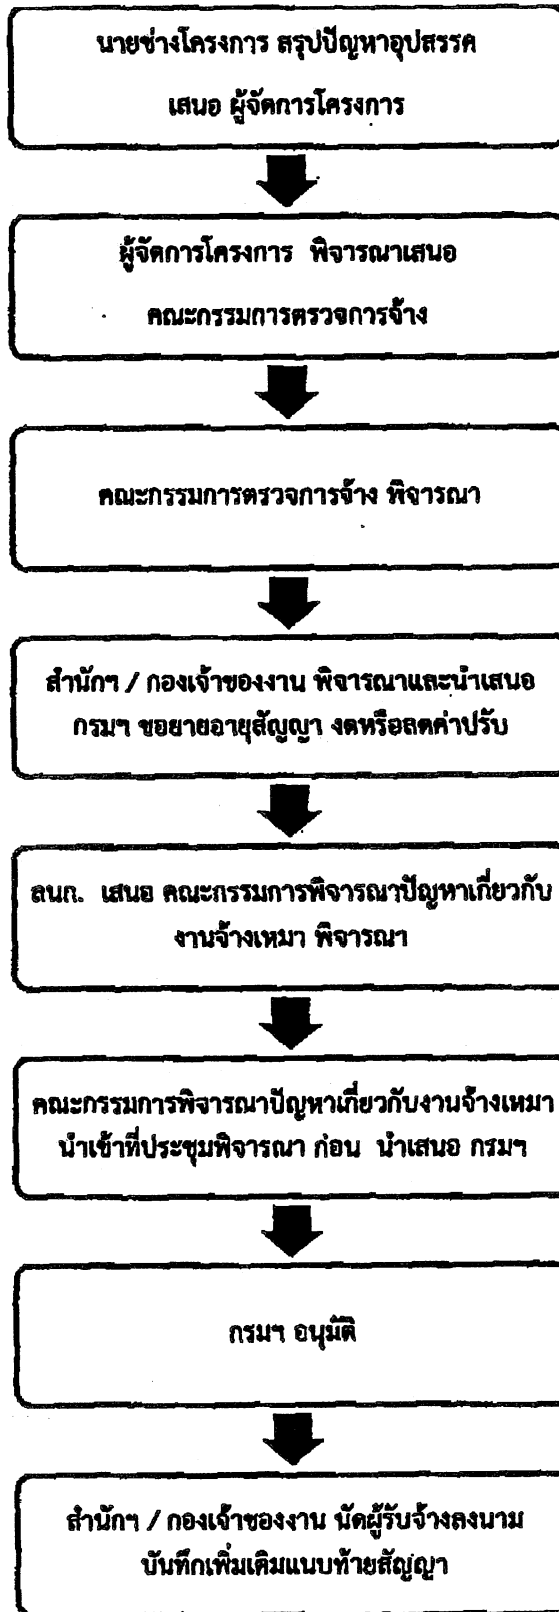 นายช่างโครงการ สรุปปัญหาอุปสรรค
เสนอ ผู้จัดการโครงการ
ผู้จัดการโครงการ พิจารณาเสนอ
คณะกรรมการตรวจการจ้าง
คณะกรรมการตรวจการจ้าง พิจารณา
สำนักฯ / กองเจ้าของงาน พิจารณาและนำเสนอ
กรมฯ ขอยายอายุสัญญา งดหรือลดค่าปรับ
ลนก. เสนอ คณะกรรมการพิจารณาปัญหาเกี่ยวกับ
งานจ้างเหมา พิจารณา
คณะกรรมการพิจารณาปัญหาเกี่ยวกับงานจ้างเหมา
นำเข้าที่ประชุมพิจารณา ก่อน นำเสนอ กรมฯ
กรมฯ อนุมัติ
สำนักฯ / กองเจ้าของงาน นัดผู้รับจ้างลงนาม
บันทึกเพิ่มเติมแนบท้ายสัญญา